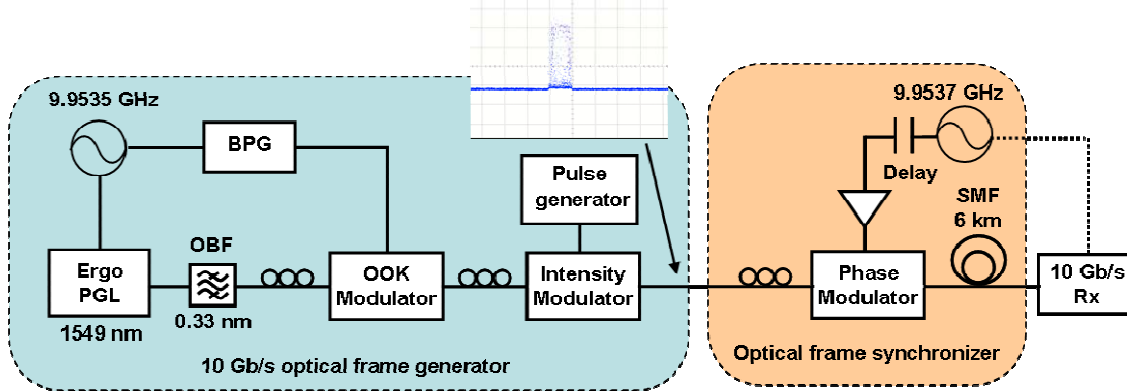 9.9535 GHz
BPG
Pulse
generator
Ergo
PGL
1549 nm
OBF
0.33 nm
OOK
Modulator
Intensity
Modulator
10 Gb/s optical frame generator
9.9537 GHz
Delay
SMF
6 km
Phase
Modulator
Optical frame synchronizer
10 Gb/s
Rx